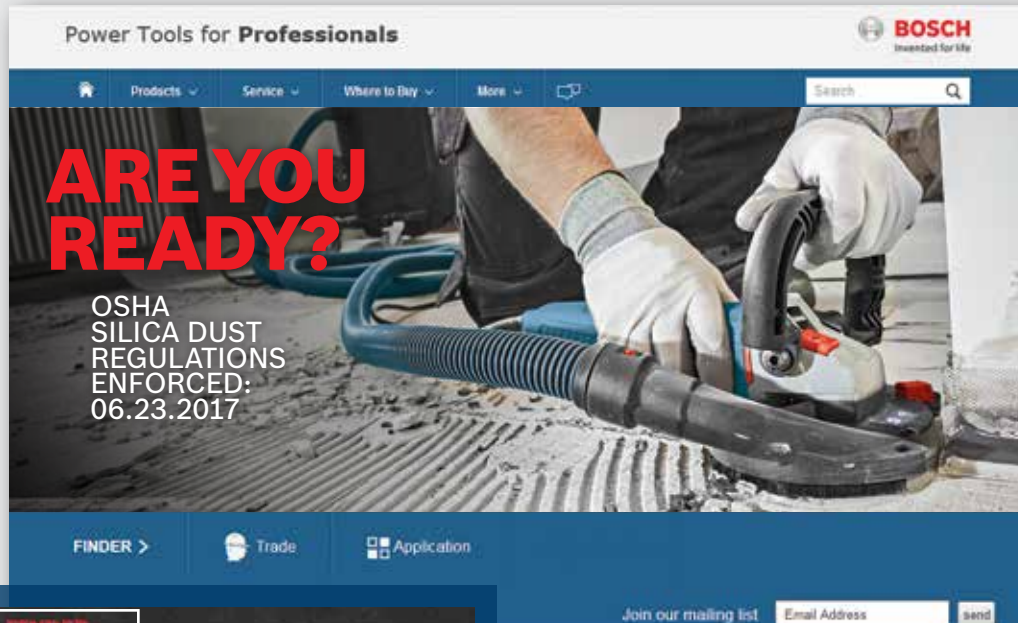 Power Tools for Professionals
BOSCH
Invented for life
Products
Service
Where to Buy
More
Search
ARE YOU
READY?
OSHA
SILICA DUST
REGULATIONS
ENFORCED:
06.23.2017
FINDER >
Trade
Application
Join our mailing list
Email Address
send